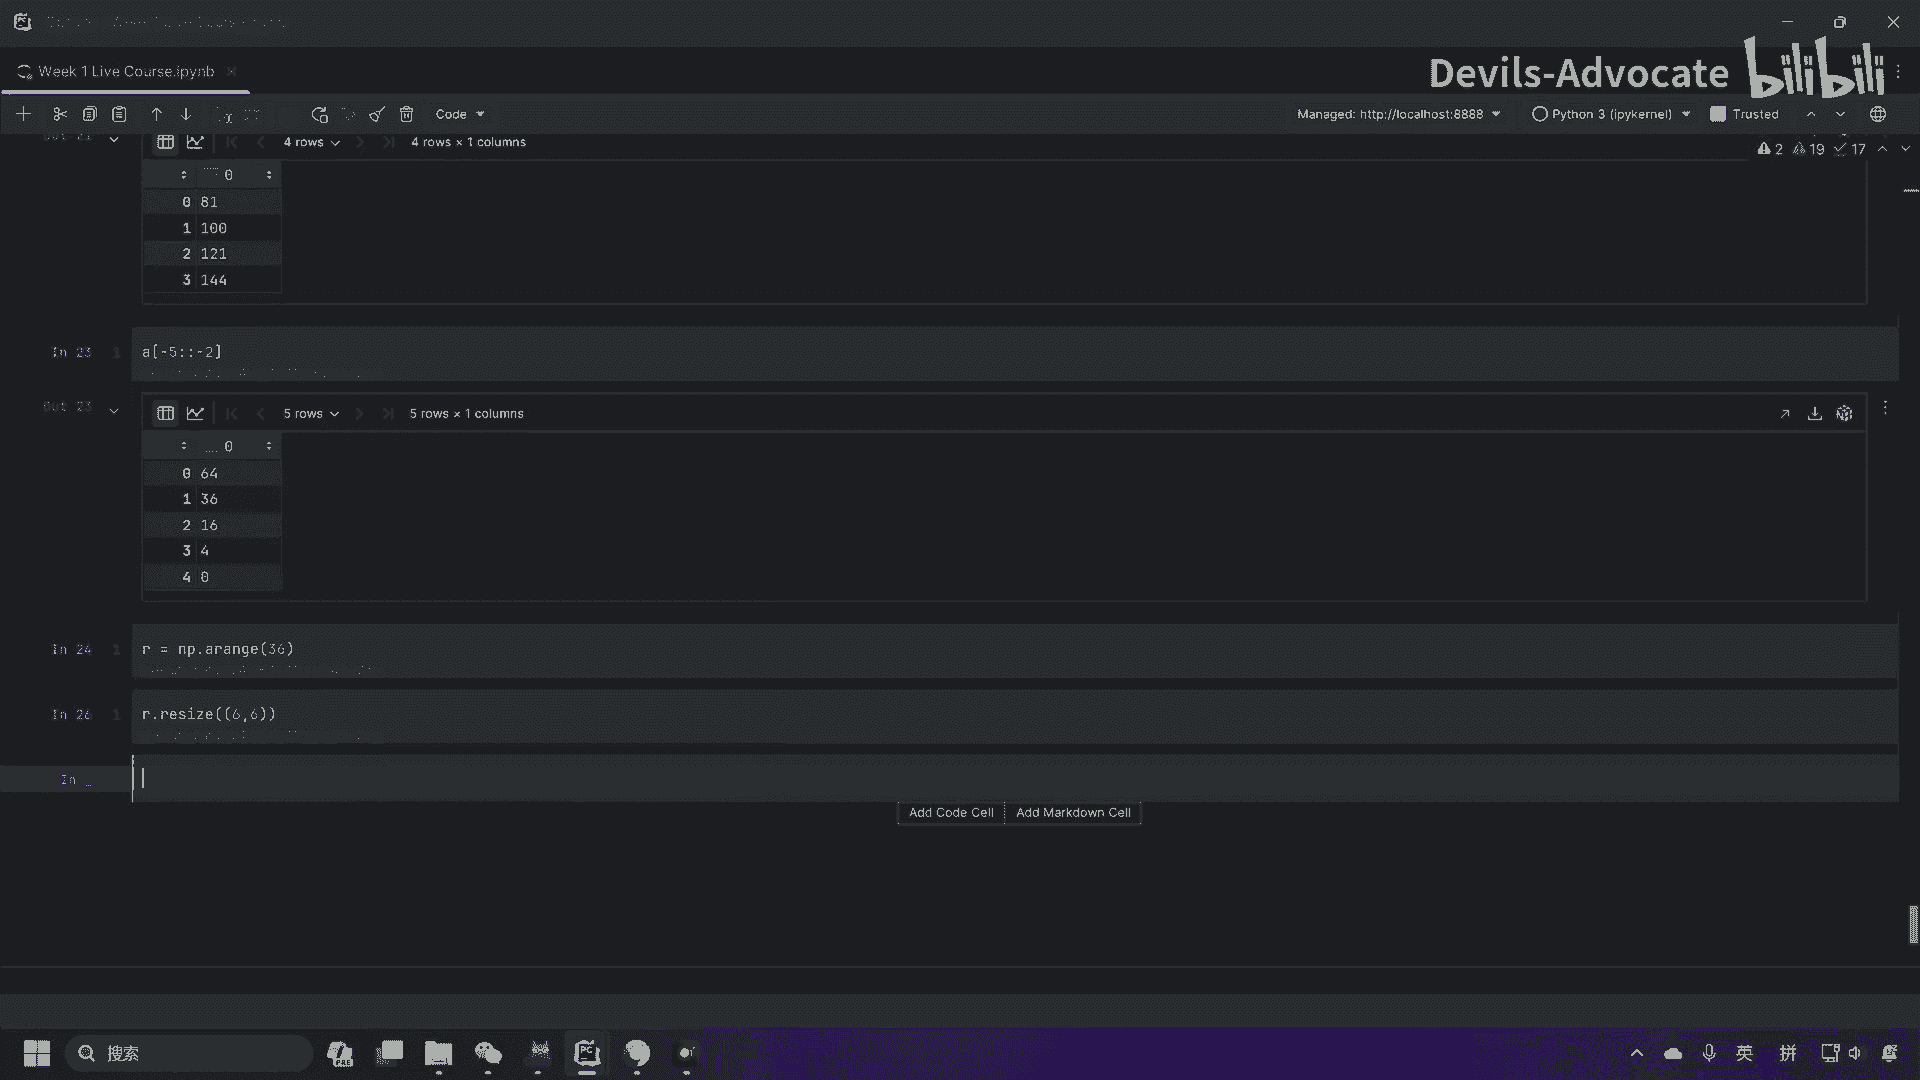 Week 1 Live Course.ipynb
Devils-Advocate bilibili
Code
Managed: http://localhost:8888
Python 3 (ipykernel)
Trusted
4 rows
4 rows × 1 columns
2 19 17
0
0 81
1 100
2 121
3 144
In 23 1 a[-5::-2]
Out 23
5 rows
5 rows × 1 columns
0
0 64
1 36
2 16
3 4
4 0
In 24 1 r = np.arange(36)
In 26 1 r.resize((6,6))
In _
Add Code Cell
Add Markdown Cell
搜索
PRE
PC
英
拼